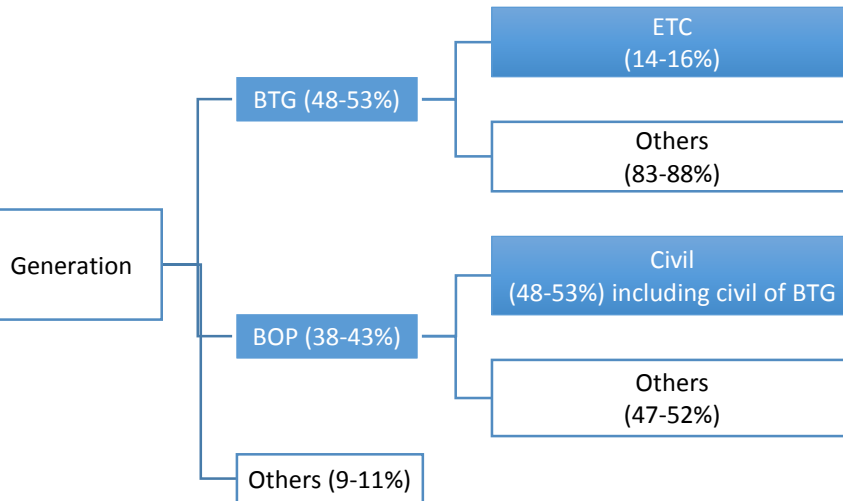 ETC
(14-16%)
BTG (48-53%)
Others
(83-88%)
Generation
Civil
(48-53%) including civil of BTG
BOP (38-43%)
Others
(47-52%)
Others (9-11%)